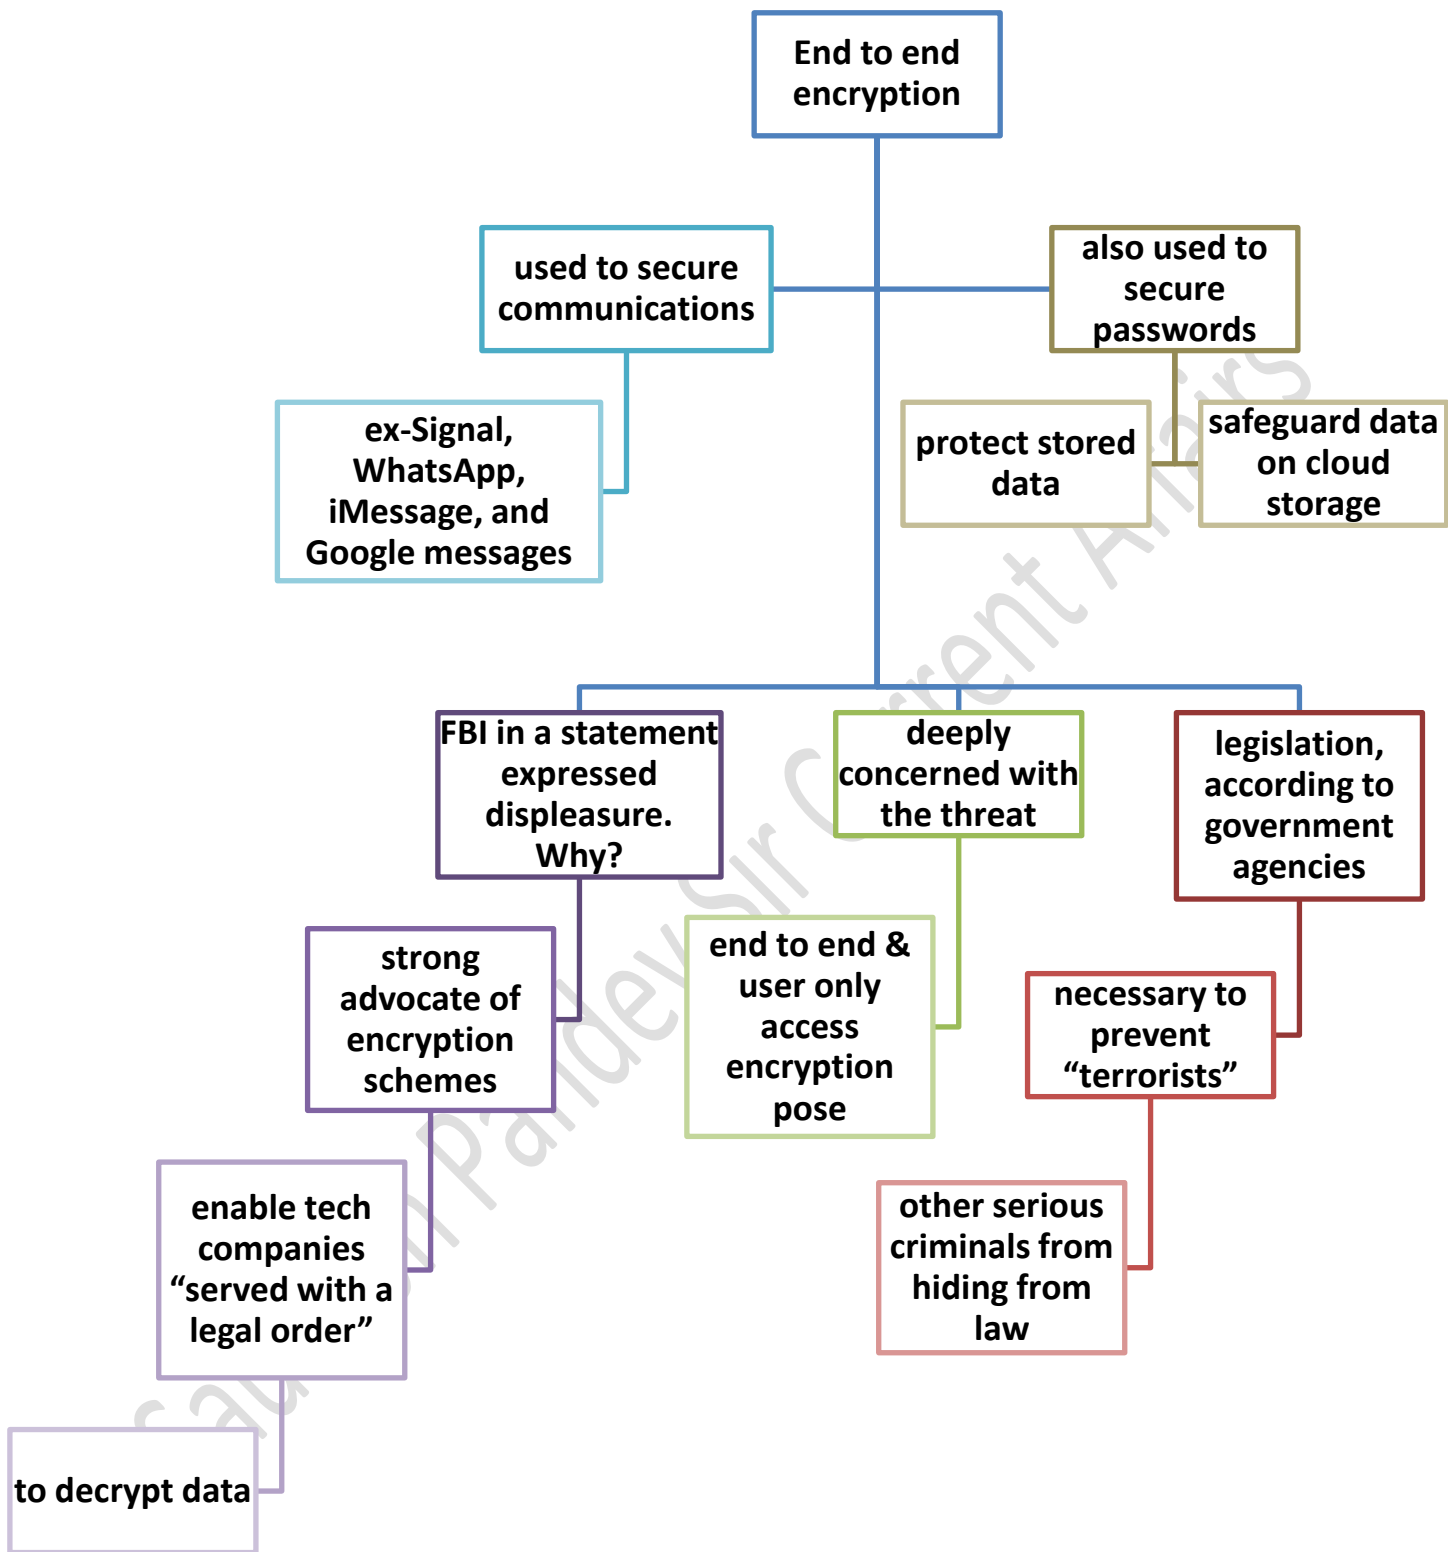 End to end
encryption
used to secure
communications
also used to
secure
passwords
ex-Signal,
WhatsApp,
iMessage, and
Google messages
protect stored
data
safeguard data
on cloud
storage
FBI in a statement
expressed
displeasure.
Why?
deeply
concerned with
the threat
legislation,
according to
government
agencies
strong
advocate of
encryption
schemes
end to end &
user only
access
encryption
pose
necessary to
prevent
“terrorists”
enable tech
companies
“served with a
legal order”
other serious
criminals from
hiding from
law
to decrypt data
Pandey Sir Current Affairs